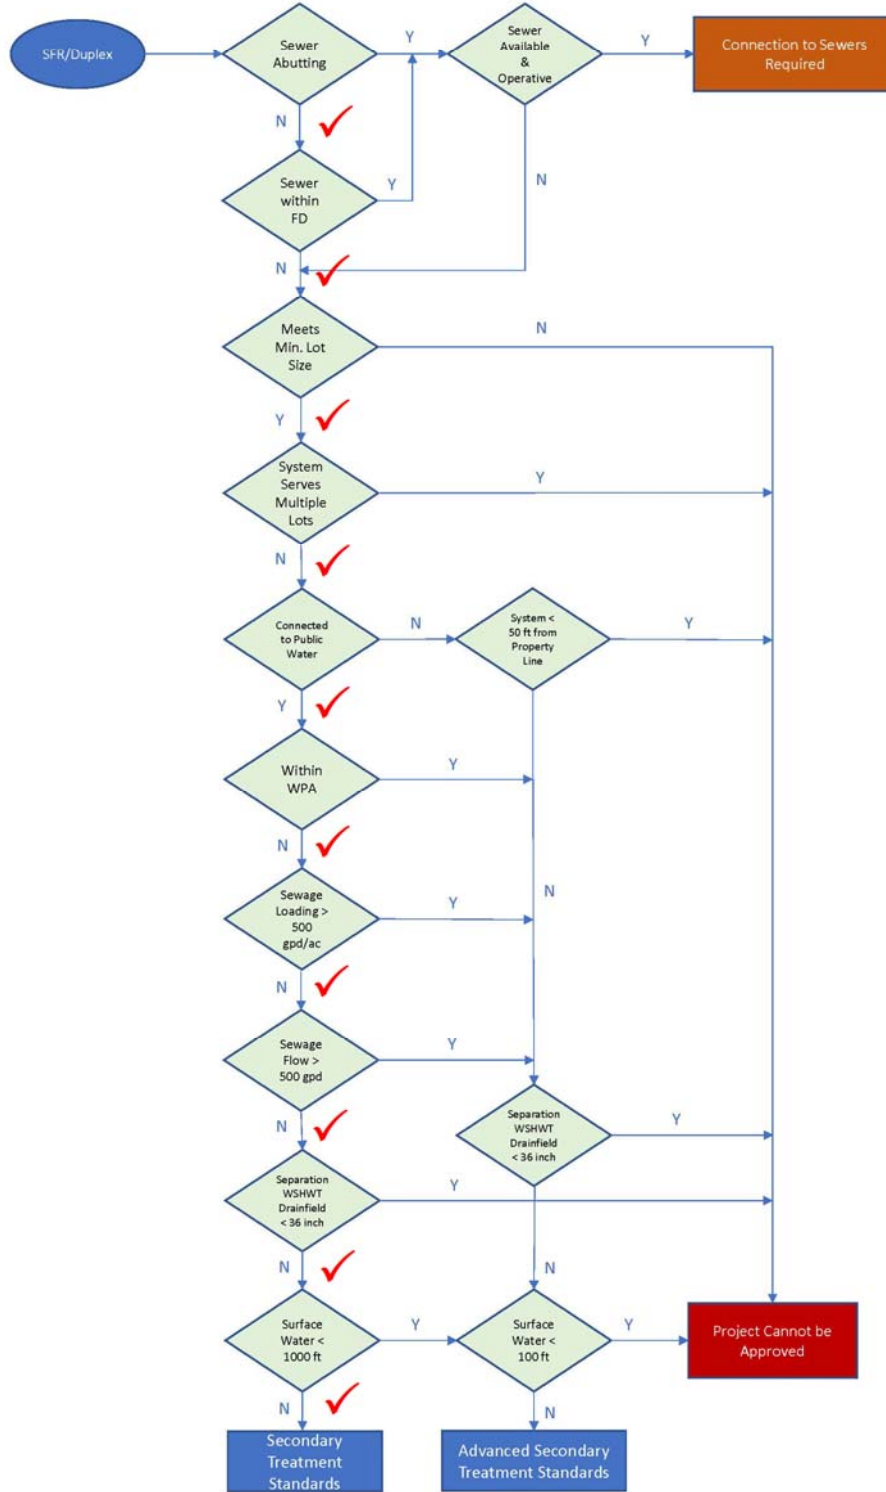 SFR/Duplex
Sewer
Abutting
Y
Sewer
Available
&
Operative
Y
Connection to Sewers
Required
N
Sewer
within
FD
Y
N
N
Meets
Min. Lot
Size
N
Y
System
Serves
Multiple
Lots
Y
N
Connected
to Public
Water
N
System <
50 ft from
Property
Line
Y
Y
Within
WPA
Y
N
Sewage
Loading >
500
gpd/ac
Y
N
N
Sewage
Flow >
500 gpd
Y
N
Separation
WSHWT
Drainfield
< 36 inch
Y
Separation
WSHWT
Drainfield
< 36 inch
Y
N
N
Surface
Water <
1000 ft
Y
Surface
Water <
100 ft
Y
Project Cannot be
Approved
N
N
Secondary
Treatment
Standards
Advanced Secondary
Treatment Standards